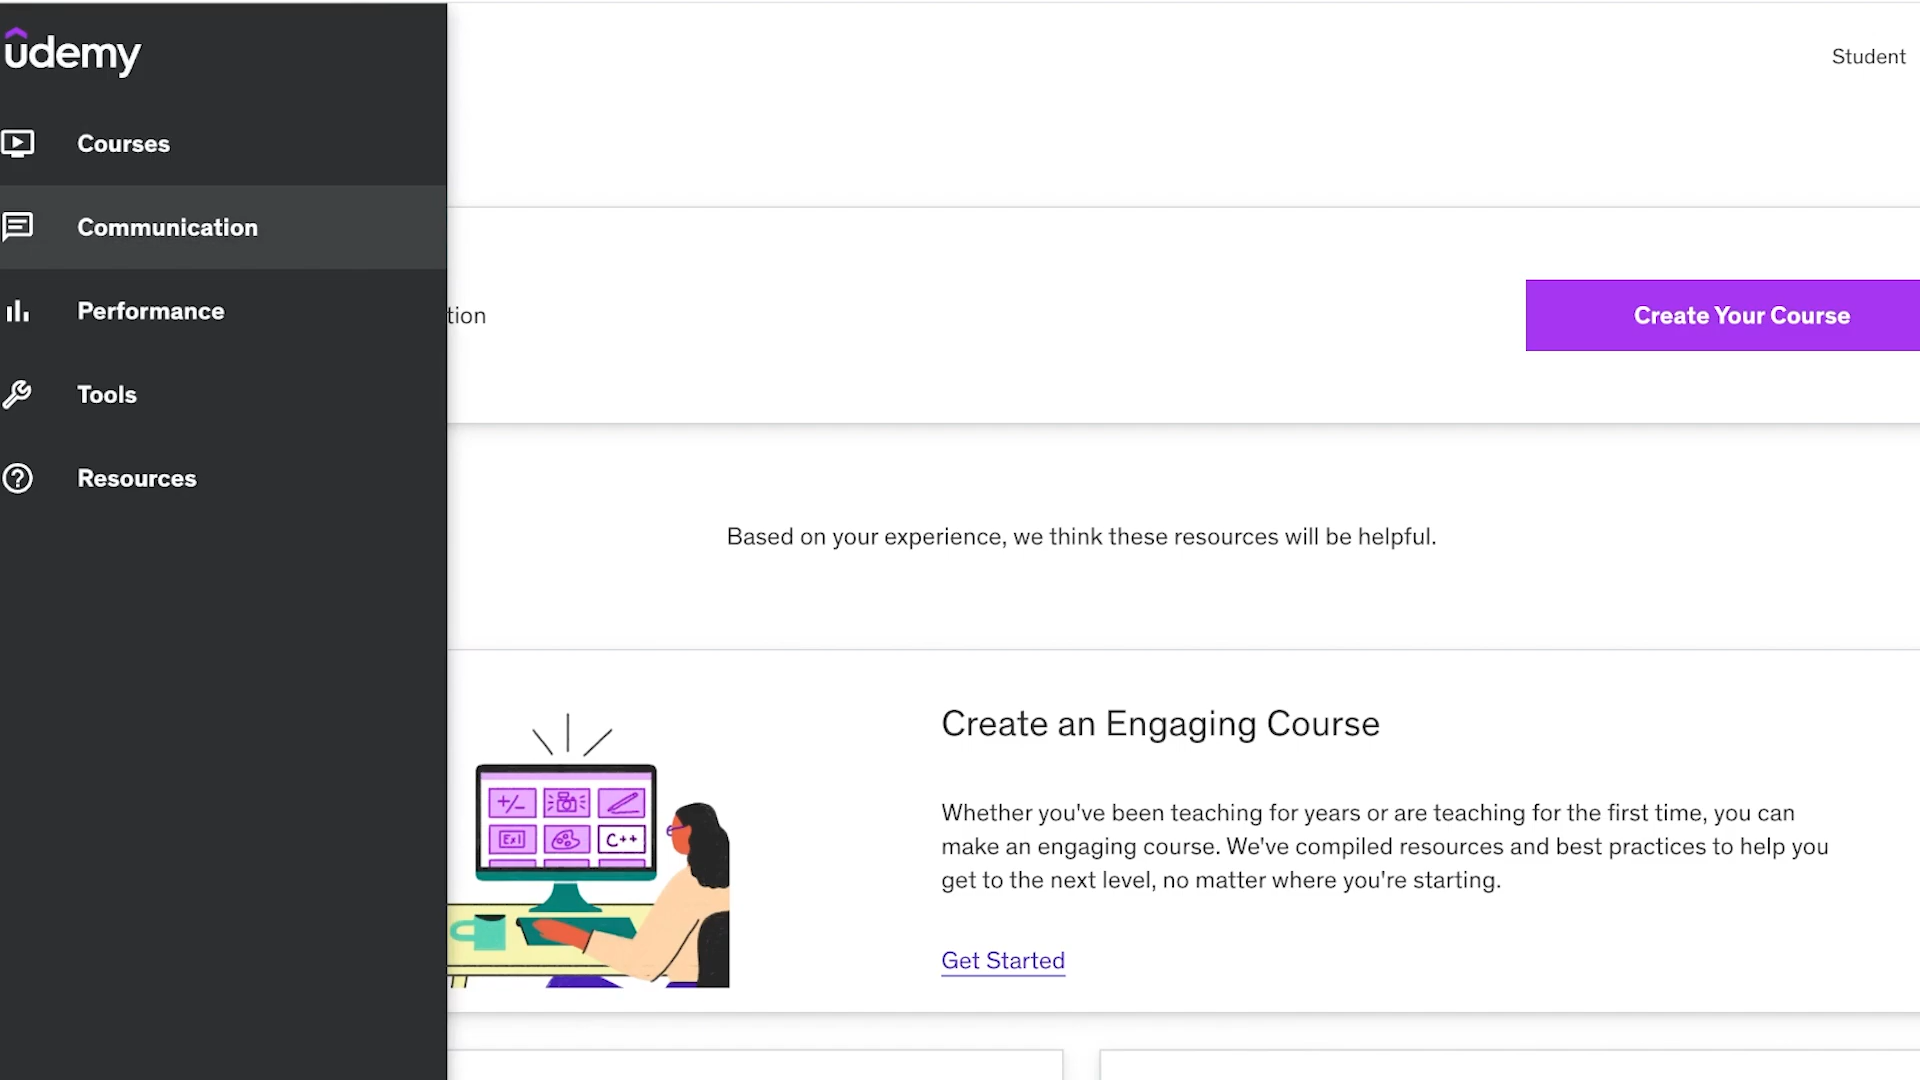 udemy
Student
Courses
Communication
Performance
Tools
Resources
tion
Create Your Course
Based on your experience, we think these resources will be helpful.
+/-
Ex1
C++
Create an Engaging Course
Whether you've been teaching for years or are teaching for the first time, you can
make an engaging course. We've compiled resources and best practices to help you
get to the next level, no matter where you're starting.
Get Started